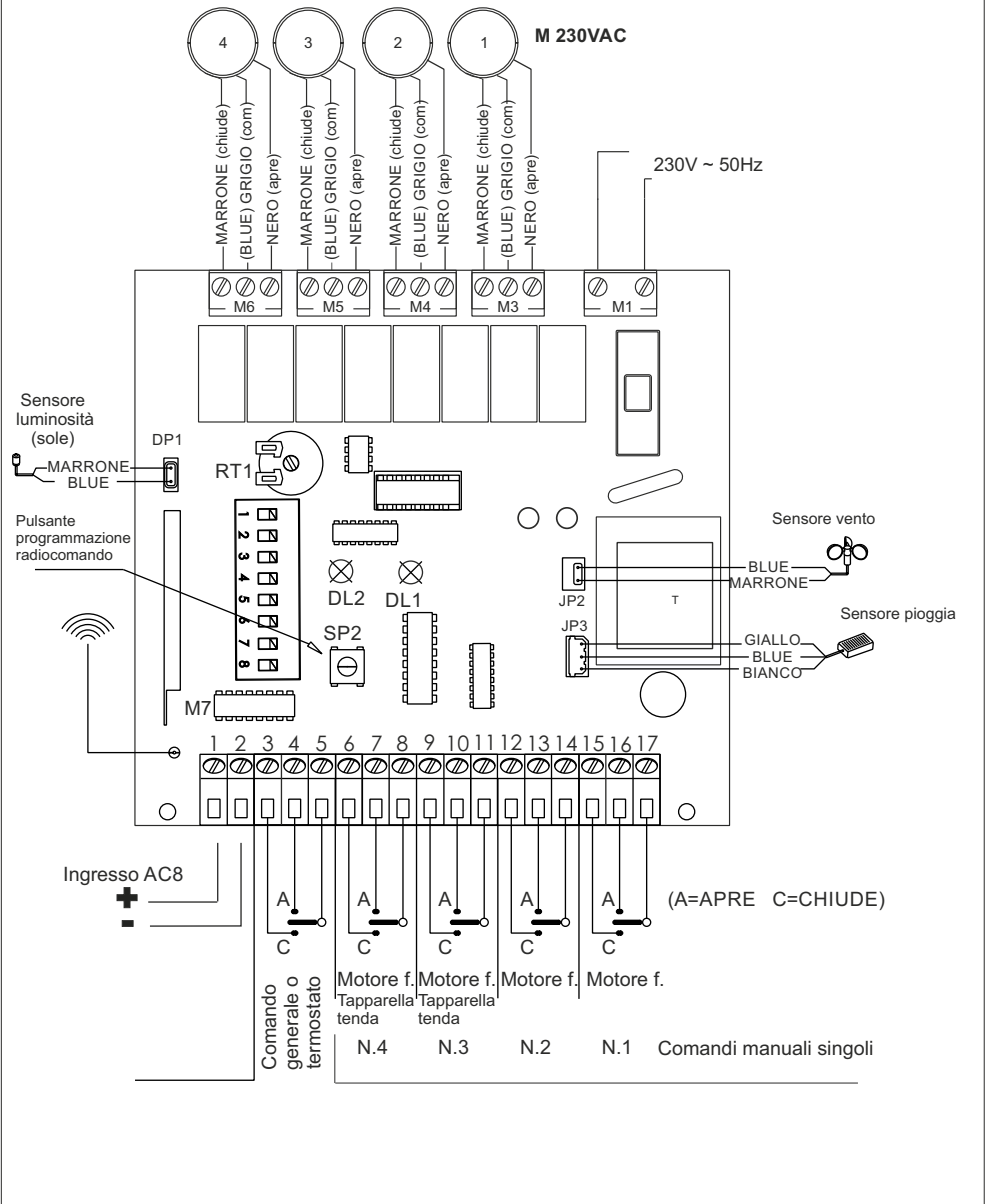 4 3 2 1 M 230VAC
MARRONE (chiude)
(BLUE) GRIGIO (com)
NERO (apre)
MARRONE (chiude)
(BLUE) GRIGIO (com)
NERO (apre)
MARRONE (chiude)
(BLUE) GRIGIO (com)
NERO (apre)
MARRONE (chiude)
(BLUE) GRIGIO (com)
NERO (apre)
230V ~ 50Hz
M6 M5 M4 M3 M1
Sensore
luminosità
(sole)
MARRONE
BLUE
DP1
RT1
Pulsante
programmazione
radiocomando
1
2
3
4
5
6
7
8
DL2 DL1
SP2
M7
Sensore vento
BLUE
MARRONE
JP2
T
JP3
Sensore pioggia
GIALLO
BLUE
BIANCO
1 2 3 4 5 6 7 8 9 10 11 12 13 14 15 16 17
Ingresso AC8
+
-
A A A A A (A=APRE C=CHIUDE)
C C C C C
Comando
generale o
termostato
Motore f.
Tapparella
tenda
N.4
Motore f.
Tapparella
tenda
N.3
Motore f.
N.2
Motore f.
N.1
Comandi manuali singoli